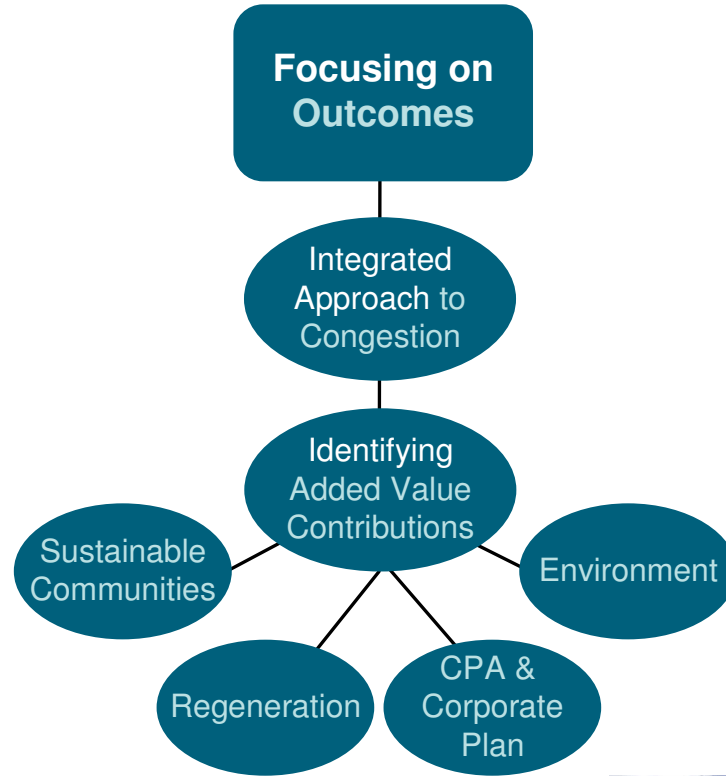 Focusing on
Outcomes
Integrated
Approach to
Congestion
Identifying
Added Value
Contributions
Sustainable
Communities
Environment
Regeneration
CPA &
Corporate
Plan